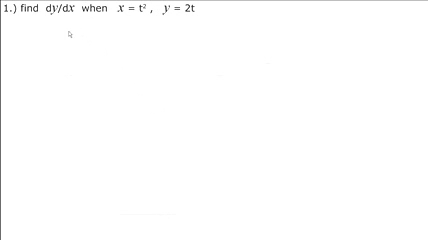 1.) find dy/dx when x = t² , y = 2t